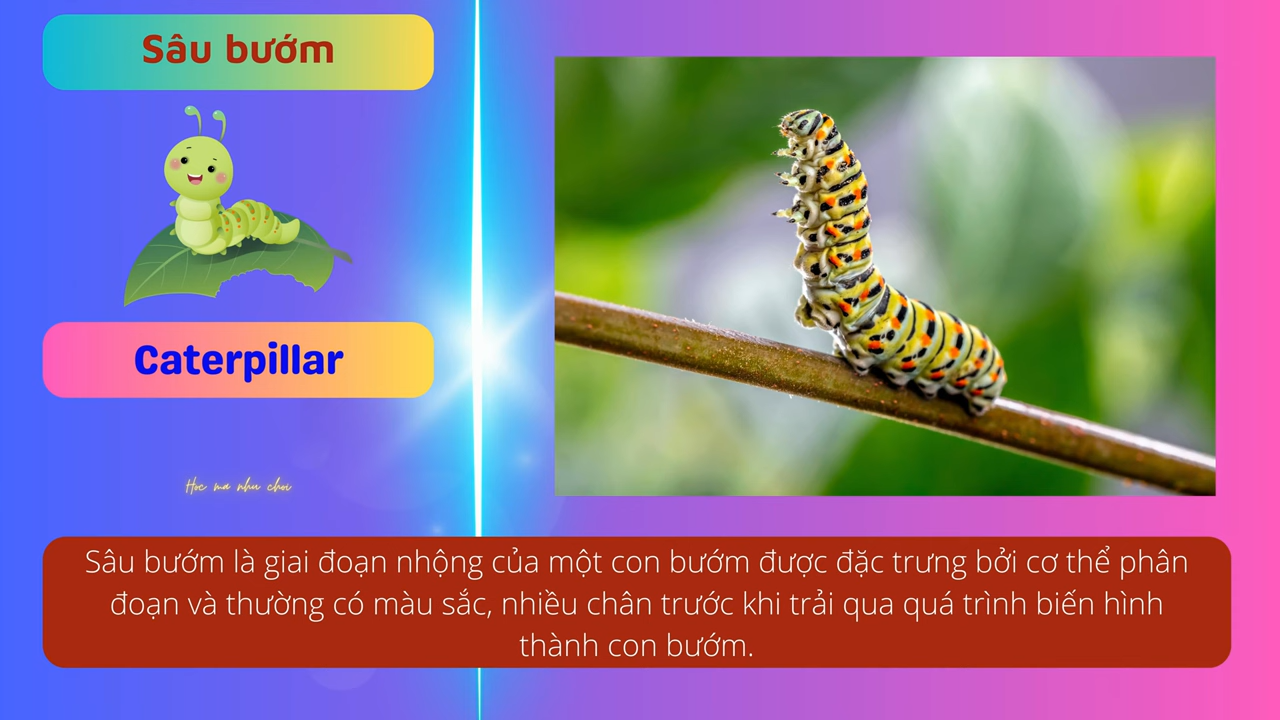 Sâu bướm
Caterpillar
Học mà như chơi
Sâu bướm là giai đoạn nhộng của một con bướm được đặc trưng bởi cơ thể phân
đoạn và thường có màu sắc, nhiều chân trước khi trải qua quá trình biến hình
thành con bướm.